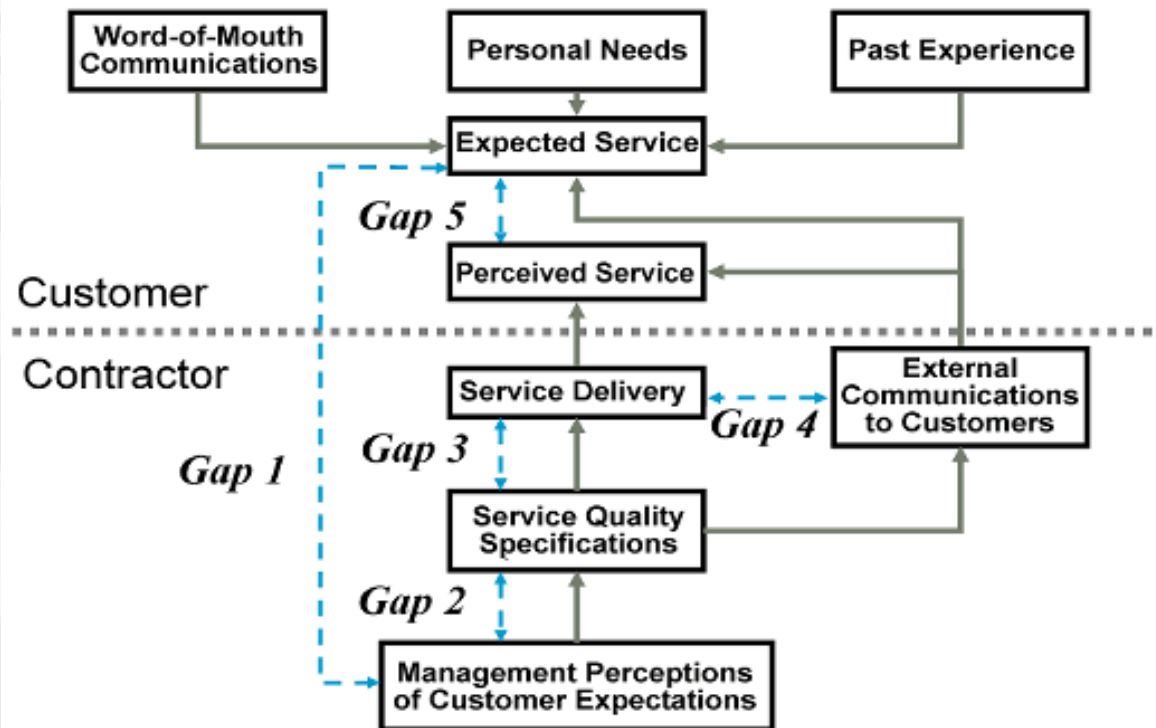 Word-of-Mouth
Communications
Personal Needs
Past Experience
Expected Service
Gap 5
Perceived Service
Customer
Contractor
Service Delivery
External
Communications
to Customers
Gap 4
Gap 3
Gap 1
Service Quality
Specifications
Gap 2
Management Perceptions
of Customer Expectations